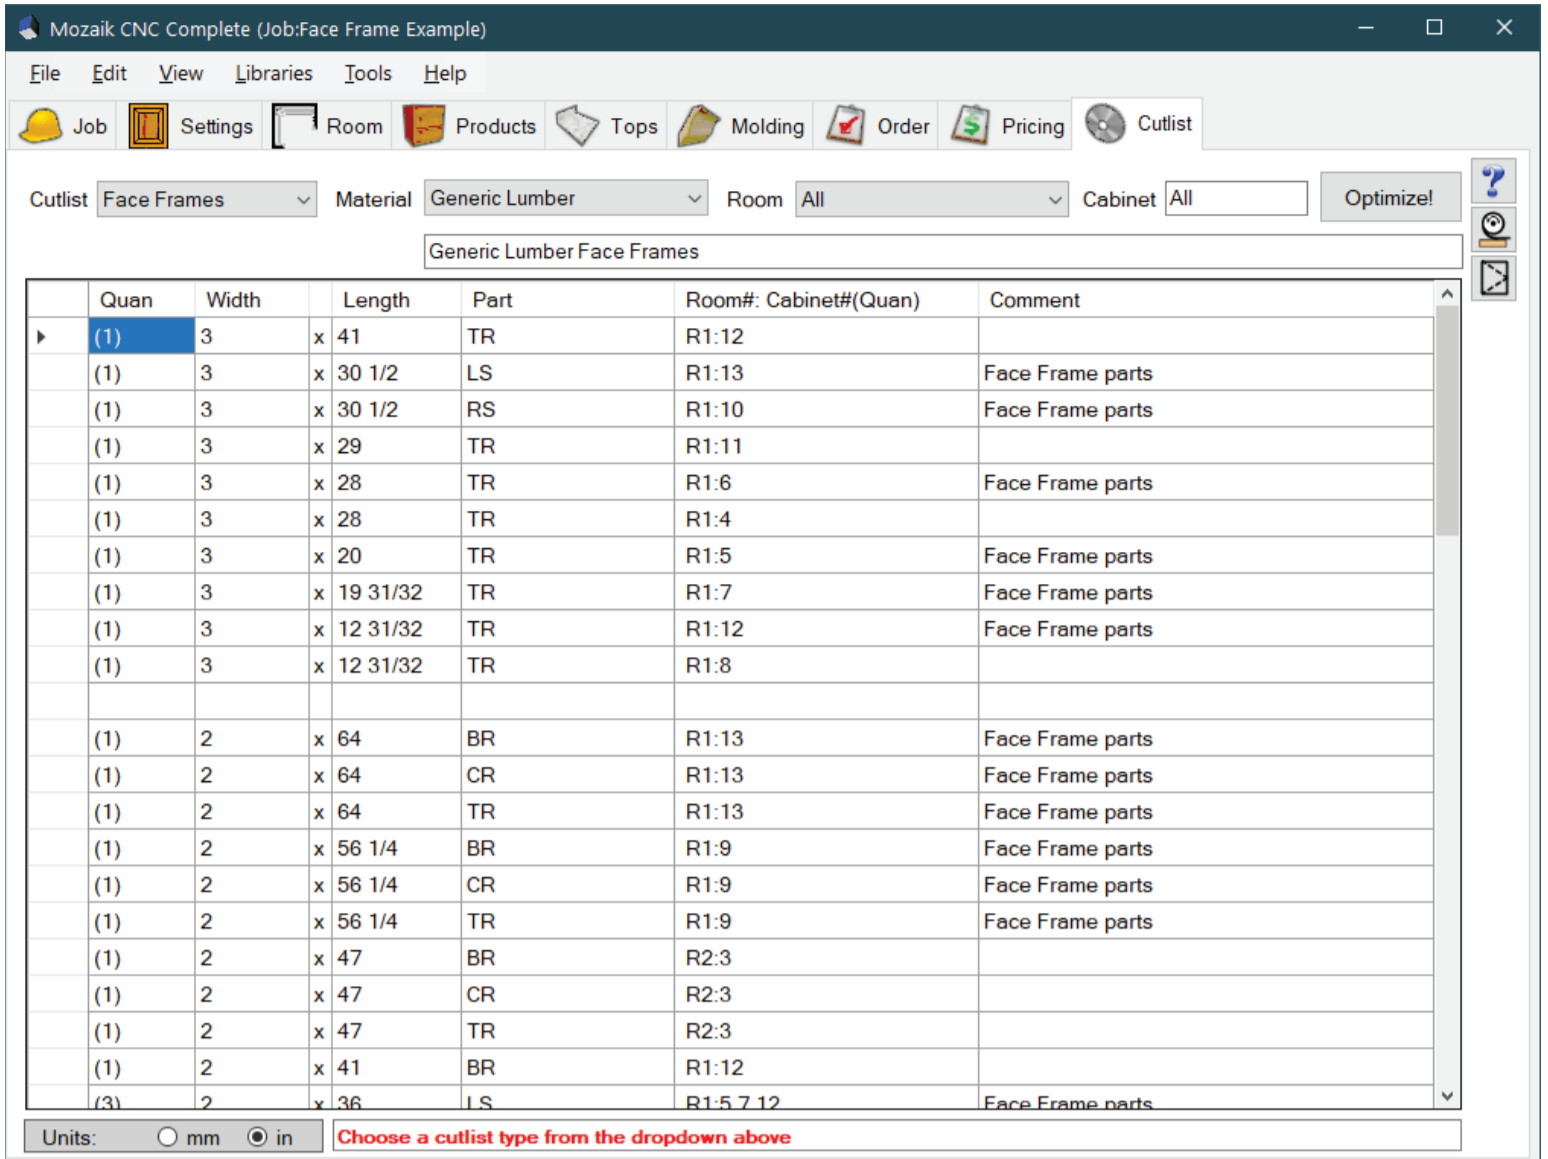 Mozaik CNC Complete (Job:Face Frame Example)
File Edit View Libraries Tools Help
Job Settings Room Products Tops Molding Order Pricing Cutlist
Cutlist Face Frames Material Generic Lumber Room All Cabinet All Optimize!
Generic Lumber Face Frames
Quan Width Length Part Room#: Cabinet#(Quan) Comment
(1) 3 x 41 TR R1:12
(1) 3 x 30 1/2 LS R1:13 Face Frame parts
(1) 3 x 30 1/2 RS R1:10 Face Frame parts
(1) 3 x 29 TR R1:11
(1) 3 x 28 TR R1:6 Face Frame parts
(1) 3 x 28 TR R1:4
(1) 3 x 20 TR R1:5 Face Frame parts
(1) 3 x 19 31/32 TR R1:7 Face Frame parts
(1) 3 x 12 31/32 TR R1:12 Face Frame parts
(1) 3 x 12 31/32 TR R1:8
(1) 2 x 64 BR R1:13 Face Frame parts
(1) 2 x 64 CR R1:13 Face Frame parts
(1) 2 x 64 TR R1:13 Face Frame parts
(1) 2 x 56 1/4 BR R1:9 Face Frame parts
(1) 2 x 56 1/4 CR R1:9 Face Frame parts
(1) 2 x 56 1/4 TR R1:9 Face Frame parts
(1) 2 x 47 BR R2:3
(1) 2 x 47 CR R2:3
(1) 2 x 47 TR R2:3
(1) 2 x 41 BR R1:12
(3) 2 x 36 LS R1:5,7,12 Face Frame parts
Units: mm in Choose a cutlist type from the dropdown above